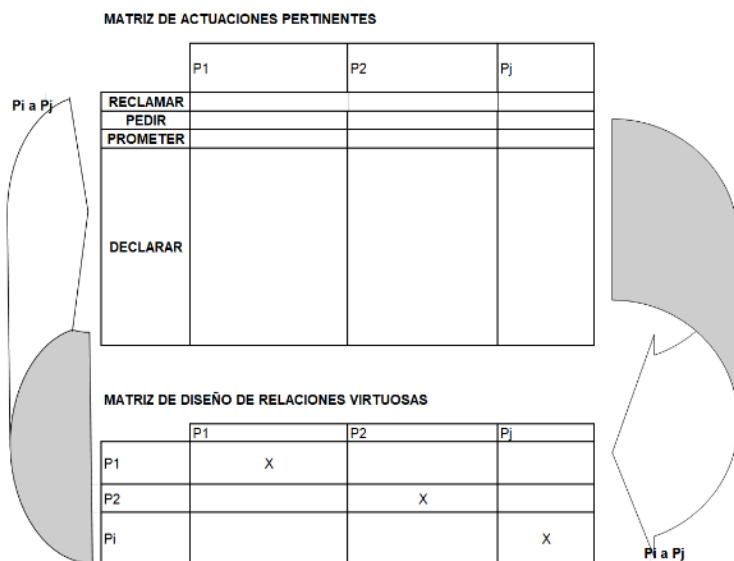 MATRIZ DE ACTUACIONES PERTINENTES
P1 P2 Pj
Pi a Pj
RECLAMAR
PEDIR
PROMETER
DECLARAR
MATRIZ DE DISEÑO DE RELACIONES VIRTUOSAS
P1 P2 Pj
P1 X
P2 X
Pi X
Pi a Pj